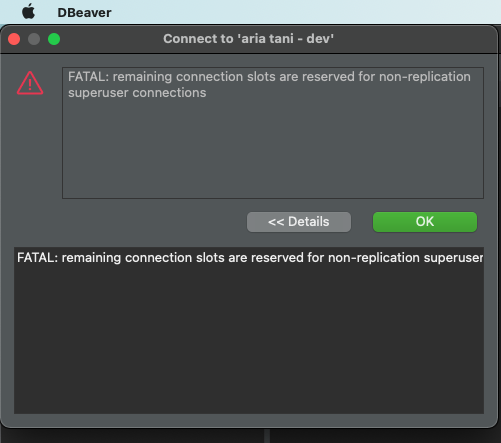 DBeaver
Connect to 'aria tani - dev'
FATAL: remaining connection slots are reserved for non-replication
superuser connections
<< Details
OK
FATAL: remaining connection slots are reserved for non-replication superuser